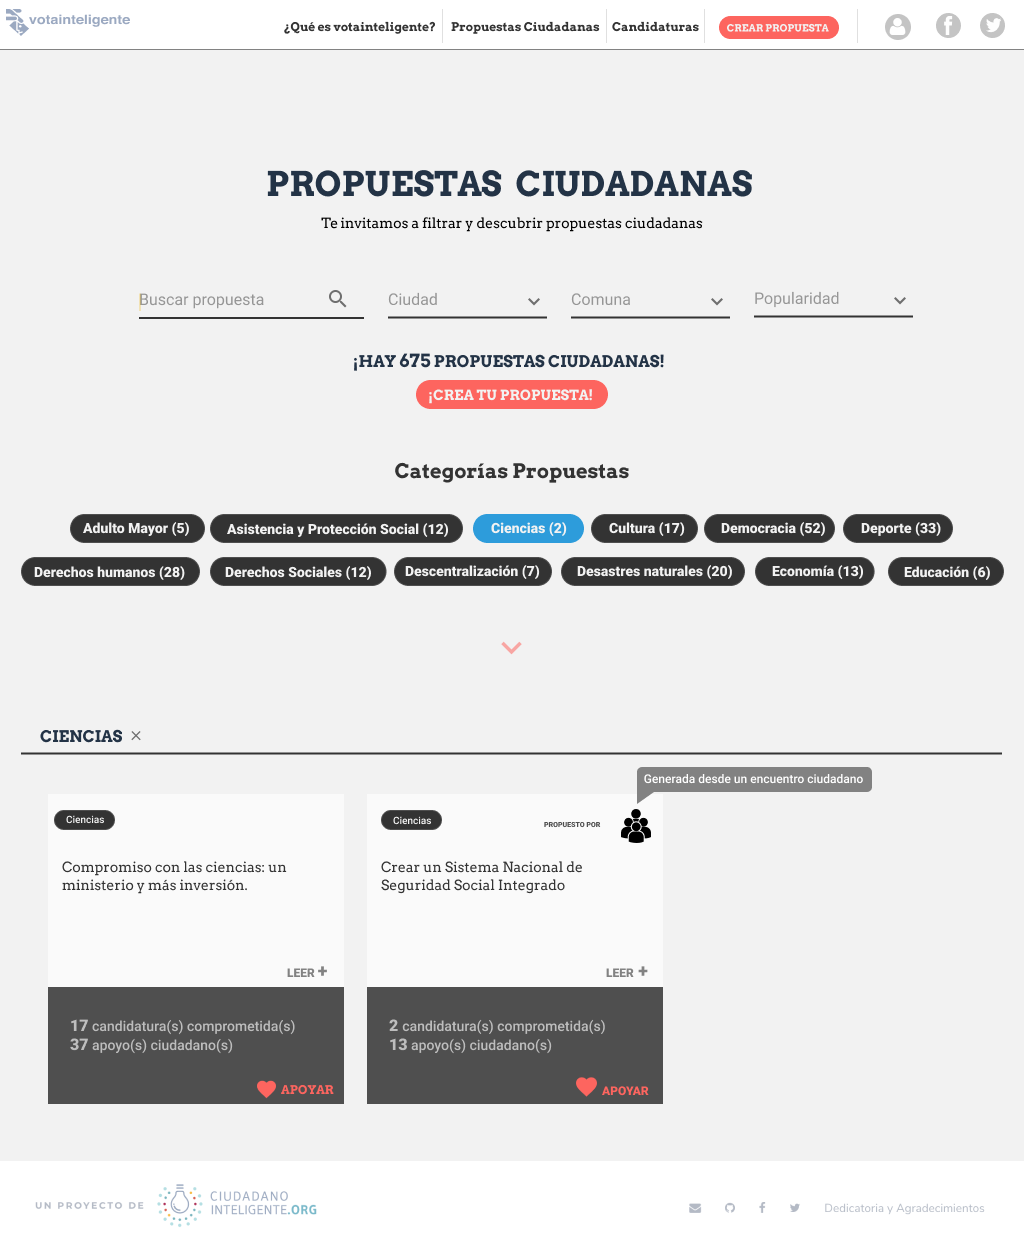 votainteligente
¿Qué es votainteligente?
Propuestas Ciudadanas
Candidaturas
CREAR PROPUESTA
PROPUESTAS CIUDADANAS
Te invitamos a filtrar y descubrir propuestas ciudadanas
Buscar propuesta
Ciudad
Comuna
Popularidad
¡HAY 675 PROPUESTAS CIUDADANAS!
¡CREA TU PROPUESTA!
Categorías Propuestas
Adulto Mayor (5)
Asistencia y Protección Social (12)
Ciencias (2)
Cultura (17)
Democracia (52)
Deporte (33)
Derechos humanos (28)
Derechos Sociales (12)
Descentralización (7)
Desastres naturales (20)
Economía (13)
Educación (6)
CIENCIAS ×
Generada desde un encuentro ciudadano
Ciencias
Compromiso con las ciencias: un
ministerio y más inversión.
LEER +
17 candidatura(s) comprometida(s)
37 apoyo(s) ciudadano(s)
APOYAR
Ciencias
PROPUESTO POR
Crear un Sistema Nacional de
Seguridad Social Integrado
LEER +
2 candidatura(s) comprometida(s)
13 apoyo(s) ciudadano(s)
APOYAR
UN PROYECTO DE
CIUDADANO
INTELIGENTE.ORG
Dedicatoria y Agradecimientos